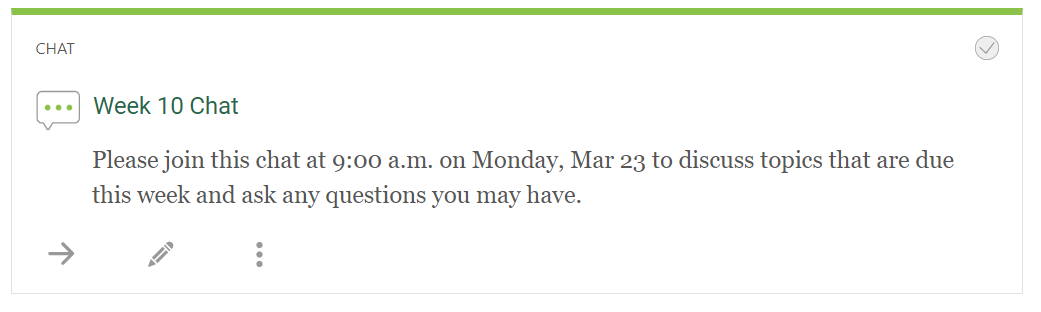 CHAT
Week 10 Chat
Please join this chat at 9:00 a.m. on Monday, Mar 23 to discuss topics that are due
this week and ask any questions you may have.